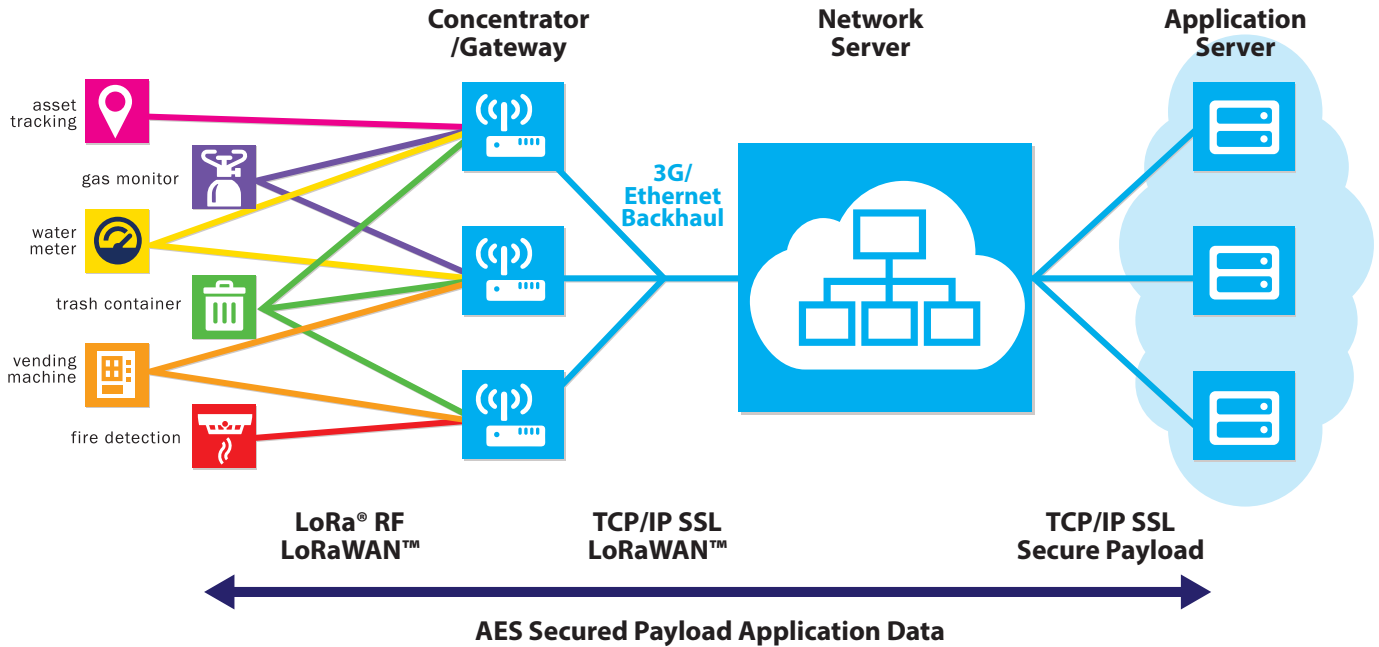 Concentrator
/Gateway
Network
Server
Application
Server
asset
tracking
gas monitor
water
meter
trash container
vending
machine
fire detection
3G/
Ethernet
Backhaul
LoRa® RF
LoRaWAN™
TCP/IP SSL
LoRaWAN™
TCP/IP SSL
Secure Payload
AES Secured Payload Application Data